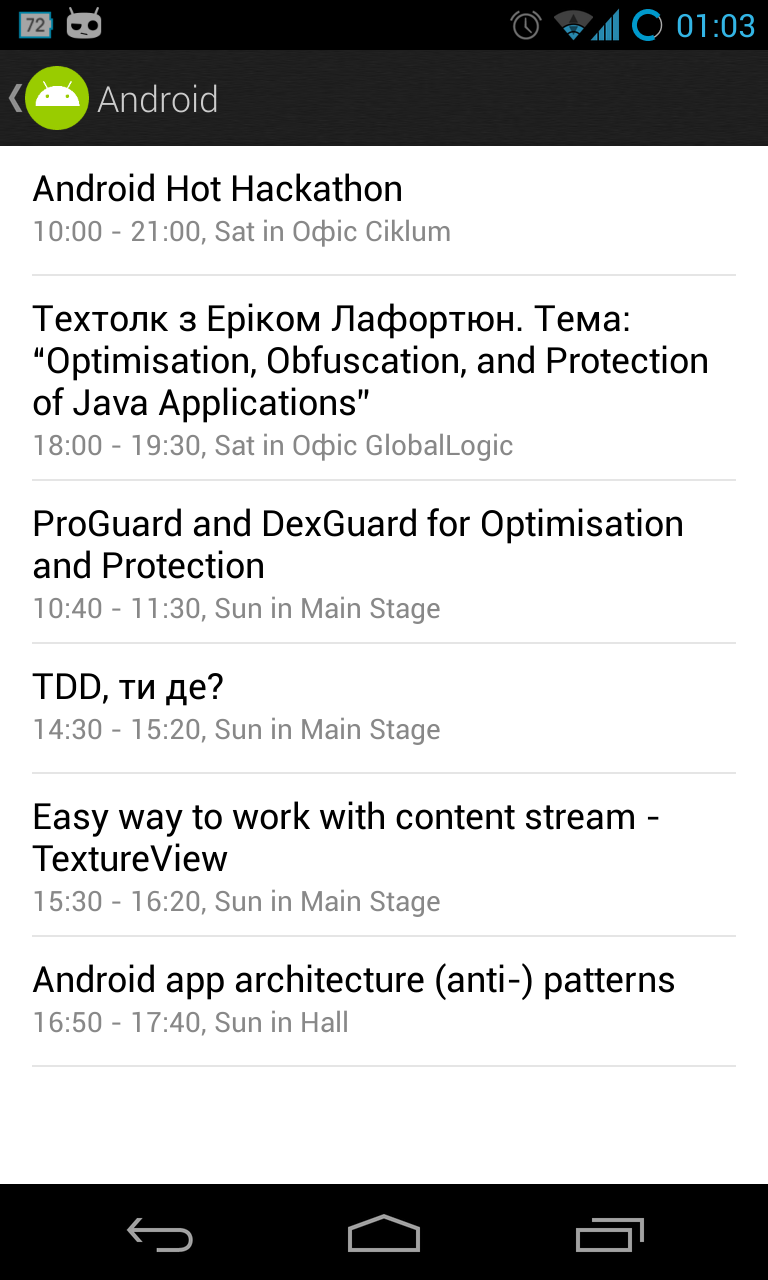 72
01:03
Android
Android Hot Hackathon
10:00 - 21:00, Sat in Офіс Ciklum
Техтолк з Еріком Лафортюн. Тема:
“Optimisation, Obfuscation, and Protection
of Java Applications”
18:00 - 19:30, Sat in Офіс GlobalLogic
ProGuard and DexGuard for Optimisation
and Protection
10:40 - 11:30, Sun in Main Stage
TDD, ти де?
14:30 - 15:20, Sun in Main Stage
Easy way to work with content stream -
TextureView
15:30 - 16:20, Sun in Main Stage
Android app architecture (anti-) patterns
16:50 - 17:40, Sun in Hall